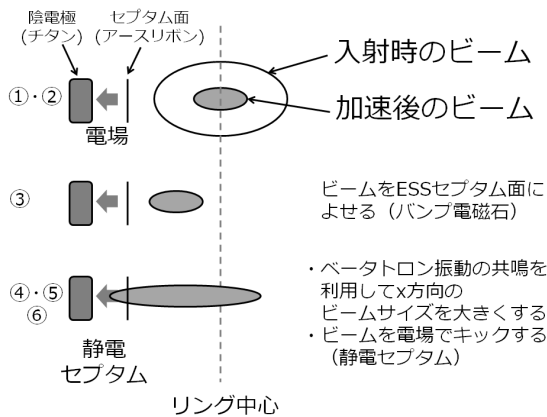 陰電極
(チタン)
セプタム面
(アースリボン)
入射時のビーム
加速後のビーム
①・②
電場
③
ビームをESSセプタム面に
よせる（バンプ電磁石）
④・⑤
⑥
・ベータトロン振動の共鳴を
利用してx方向の
ビームサイズを大きくする
・ビームを電場でキックする
（静電セプタム）
静電
セプタム
リング中心